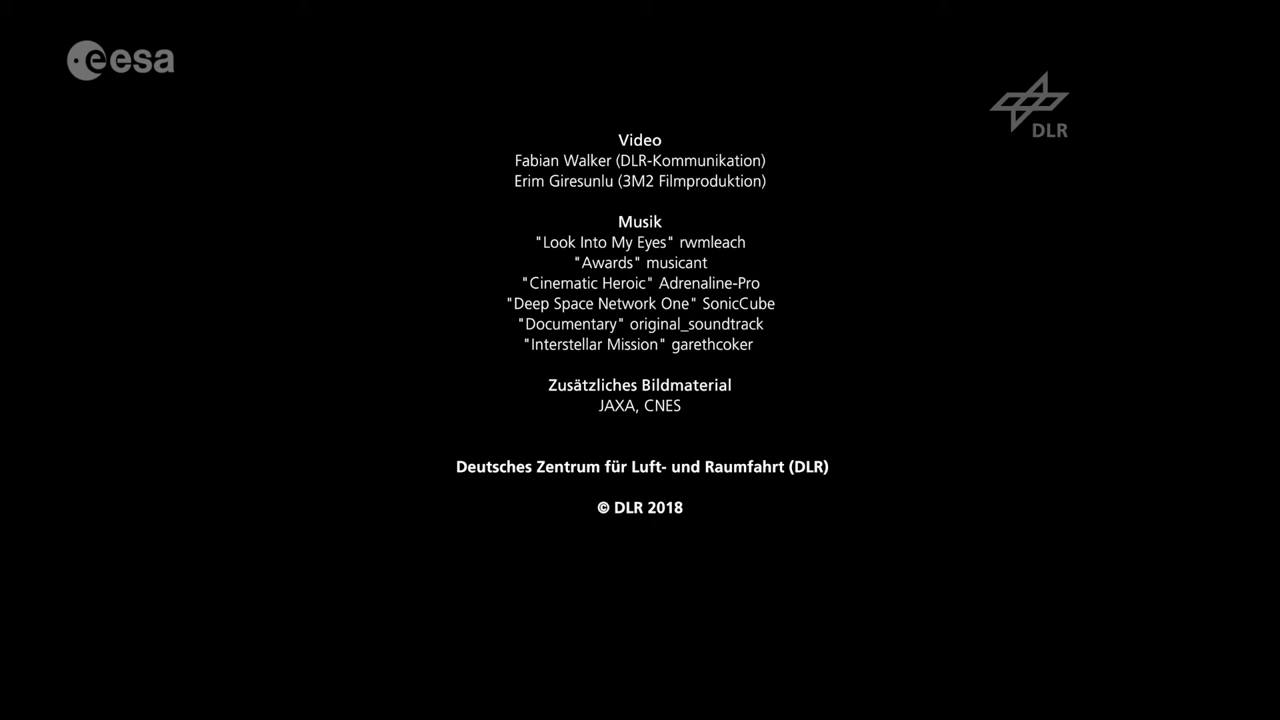 esa
DLR
Video
Fabian Walker (DLR-Kommunikation)
Erim Giresunlu (3M2 Filmproduktion)
Musik
"Look Into My Eyes" rwmleach
"Awards" musicant
"Cinematic Heroic" Adrenaline-Pro
"Deep Space Network One" SonicCube
"Documentary" original_soundtrack
"Interstellar Mission" garethcoker
Zusätzliches Bildmaterial
JAXA, CNES
Deutsches Zentrum für Luft- und Raumfahrt (DLR)
© DLR 2018